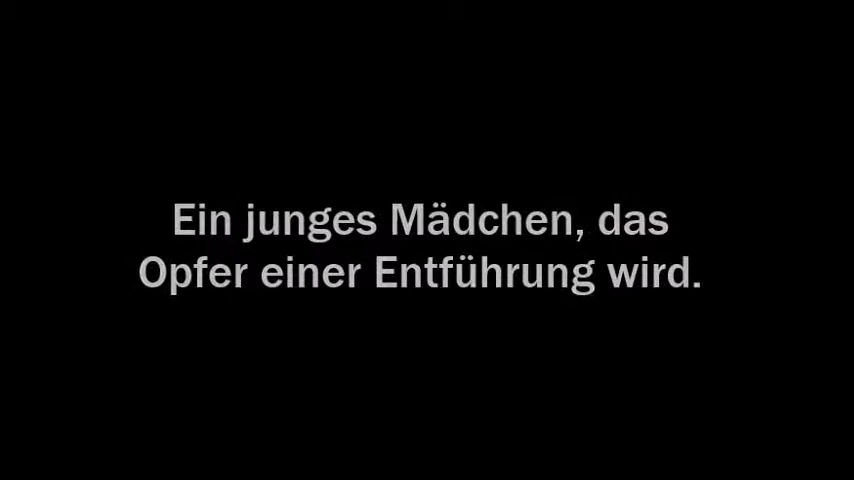 Ein junges Mädchen, das
Opfer einer Entführung wird.